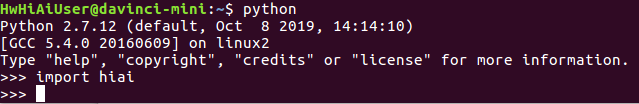 HwHiAiUser@davinci-mini:~$ python
Python 2.7.12 (default, Oct  8 2019, 14:14:10)
[GCC 5.4.0 20160609] on linux2
Type "help", "copyright", "credits" or "license" for more information.
>>> import hiai
>>>